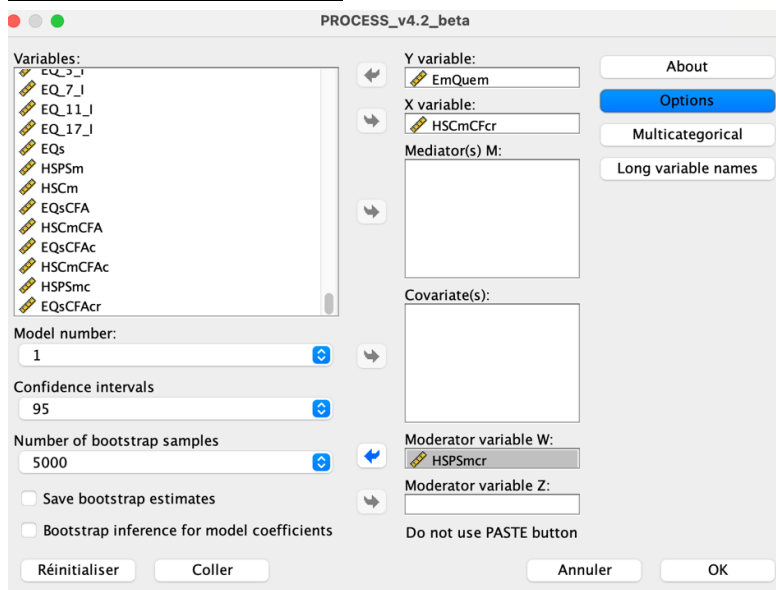 PROCESS_v4.2_beta
Variables:
EQ_5_I
EQ_7_I
EQ_11_I
EQ_17_I
EQs
HSPSm
HSCm
EQsCFA
HSCmCFA
EQsCFAc
HSCmCFAc
HSPSmc
EQsCFAcr
Model number:
1
Confidence intervals
95
Number of bootstrap samples
5000
Save bootstrap estimates
Bootstrap inference for model coefficients
Y variable:
EmQuem
X variable:
HSCmCFcr
Mediator(s) M:
Covariate(s):
Moderator variable W:
HSPSmcr
Moderator variable Z:
Do not use PASTE button
About
Options
Multicategorical
Long variable names
Réinitialiser
Coller
Annuler
OK